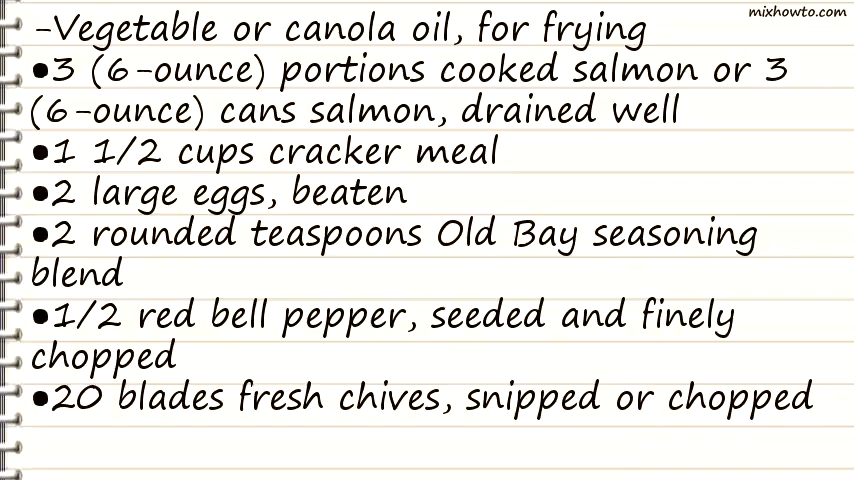 mixhowto.com
-Vegetable or canola oil, for frying
•3 (6-ounce) portions cooked salmon or 3
(6-ounce) cans salmon, drained well
•1 1/2 cups cracker meal
•2 large eggs, beaten
•2 rounded teaspoons Old Bay seasoning
blend
•1/2 red bell pepper, seeded and finely
chopped
•20 blades fresh chives, snipped or chopped